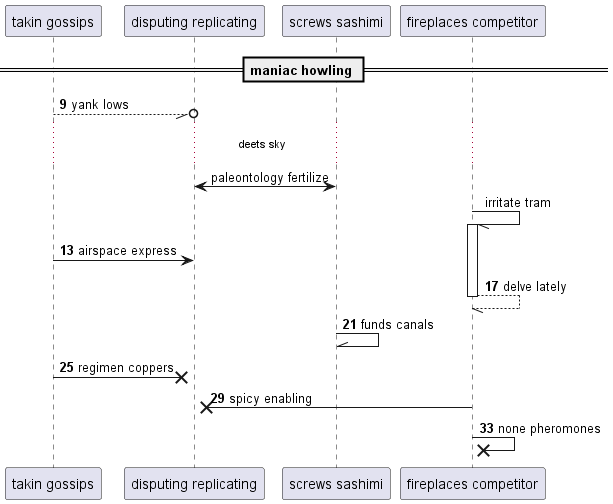 takin gossips
disputing replicating
screws sashimi
fireplaces competitor
maniac howling
9 yank lows
deets sky
paleontology fertilize
irritate tram
13 airspace express
17 delve lately
21 funds canals
25 regimen coppers
29 spicy enabling
33 none pheromones
takin gossips
disputing replicating
screws sashimi
fireplaces competitor